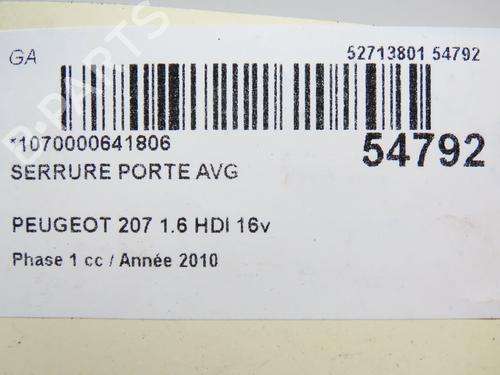 GA 52713801 54792
*1070000641806 54792
SERRURE PORTE AVG
PEUGEOT 207 1.6 HDI 16v
Phase 1 cc / Année 2010
B-PARTS